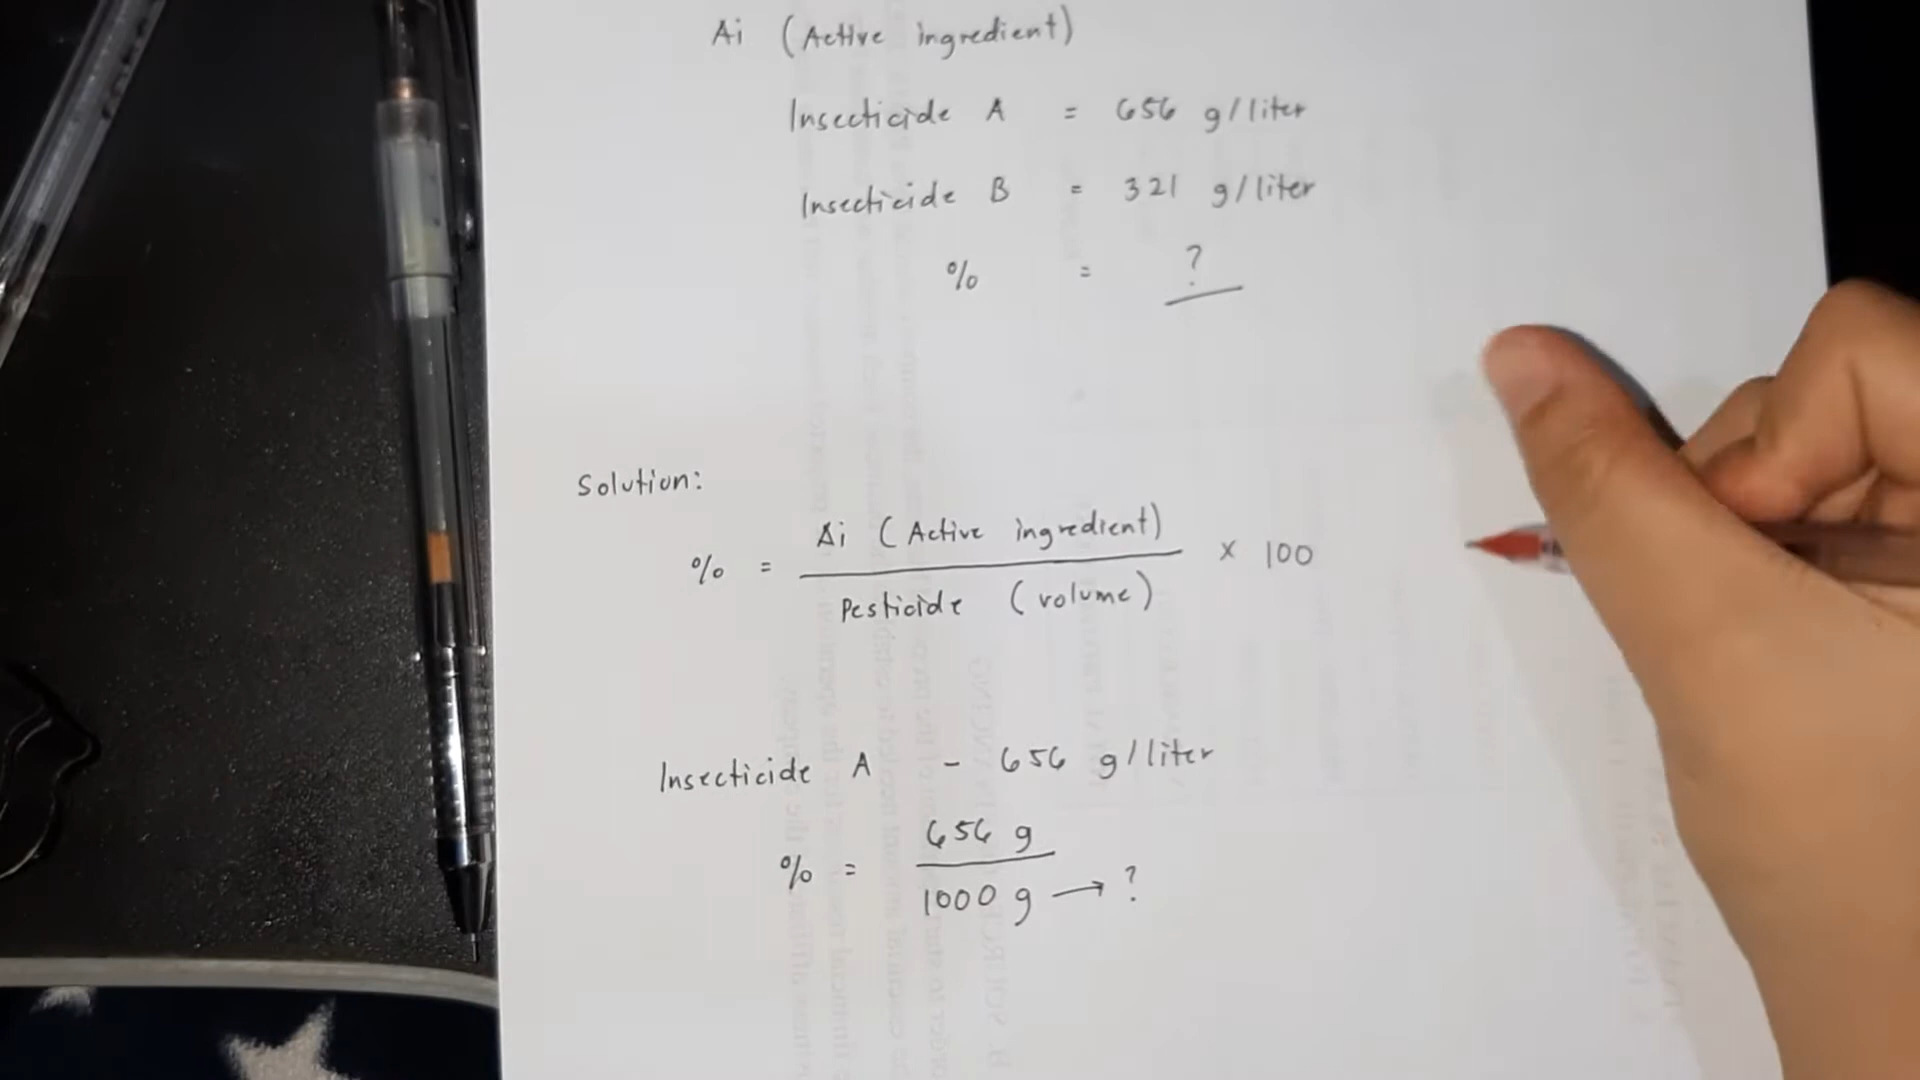 Ai (Active ingredient)
Insecticide A = 656 g/liter
Insecticide B = 321 g/liter
% = ?
Solution:
% = Ai (Active ingredient) / Pesticide (volume) x 100
Insecticide A - 656 g/liter
% = 656 g / 1000 g → ?